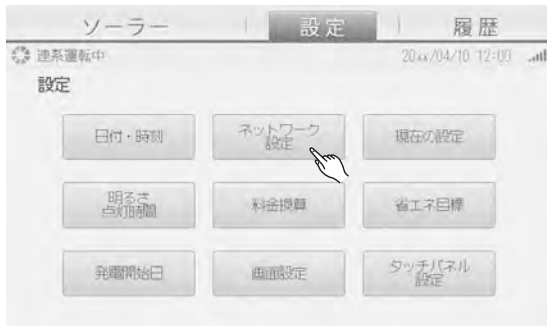 ソーラー 設定 履歴
連系運転中 20xx/04/10 12:00
設定
日付・時刻 ネットワーク 現在の設定
設定
明るさ 料金換算 省エネ目標
点灯時間
発電開始日 画面設定 タッチパネル
設定